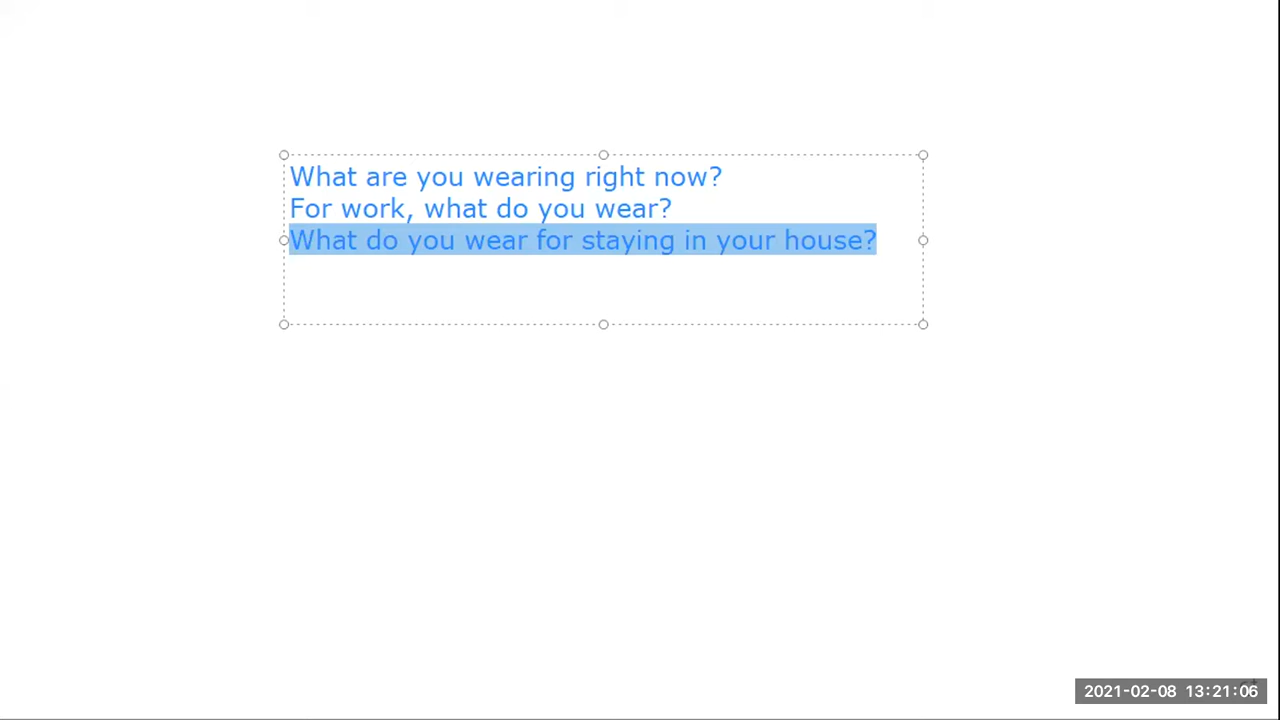 What are you wearing right now?
For work, what do you wear?
What do you wear for staying in your house?
2021-02-08 13:21:06